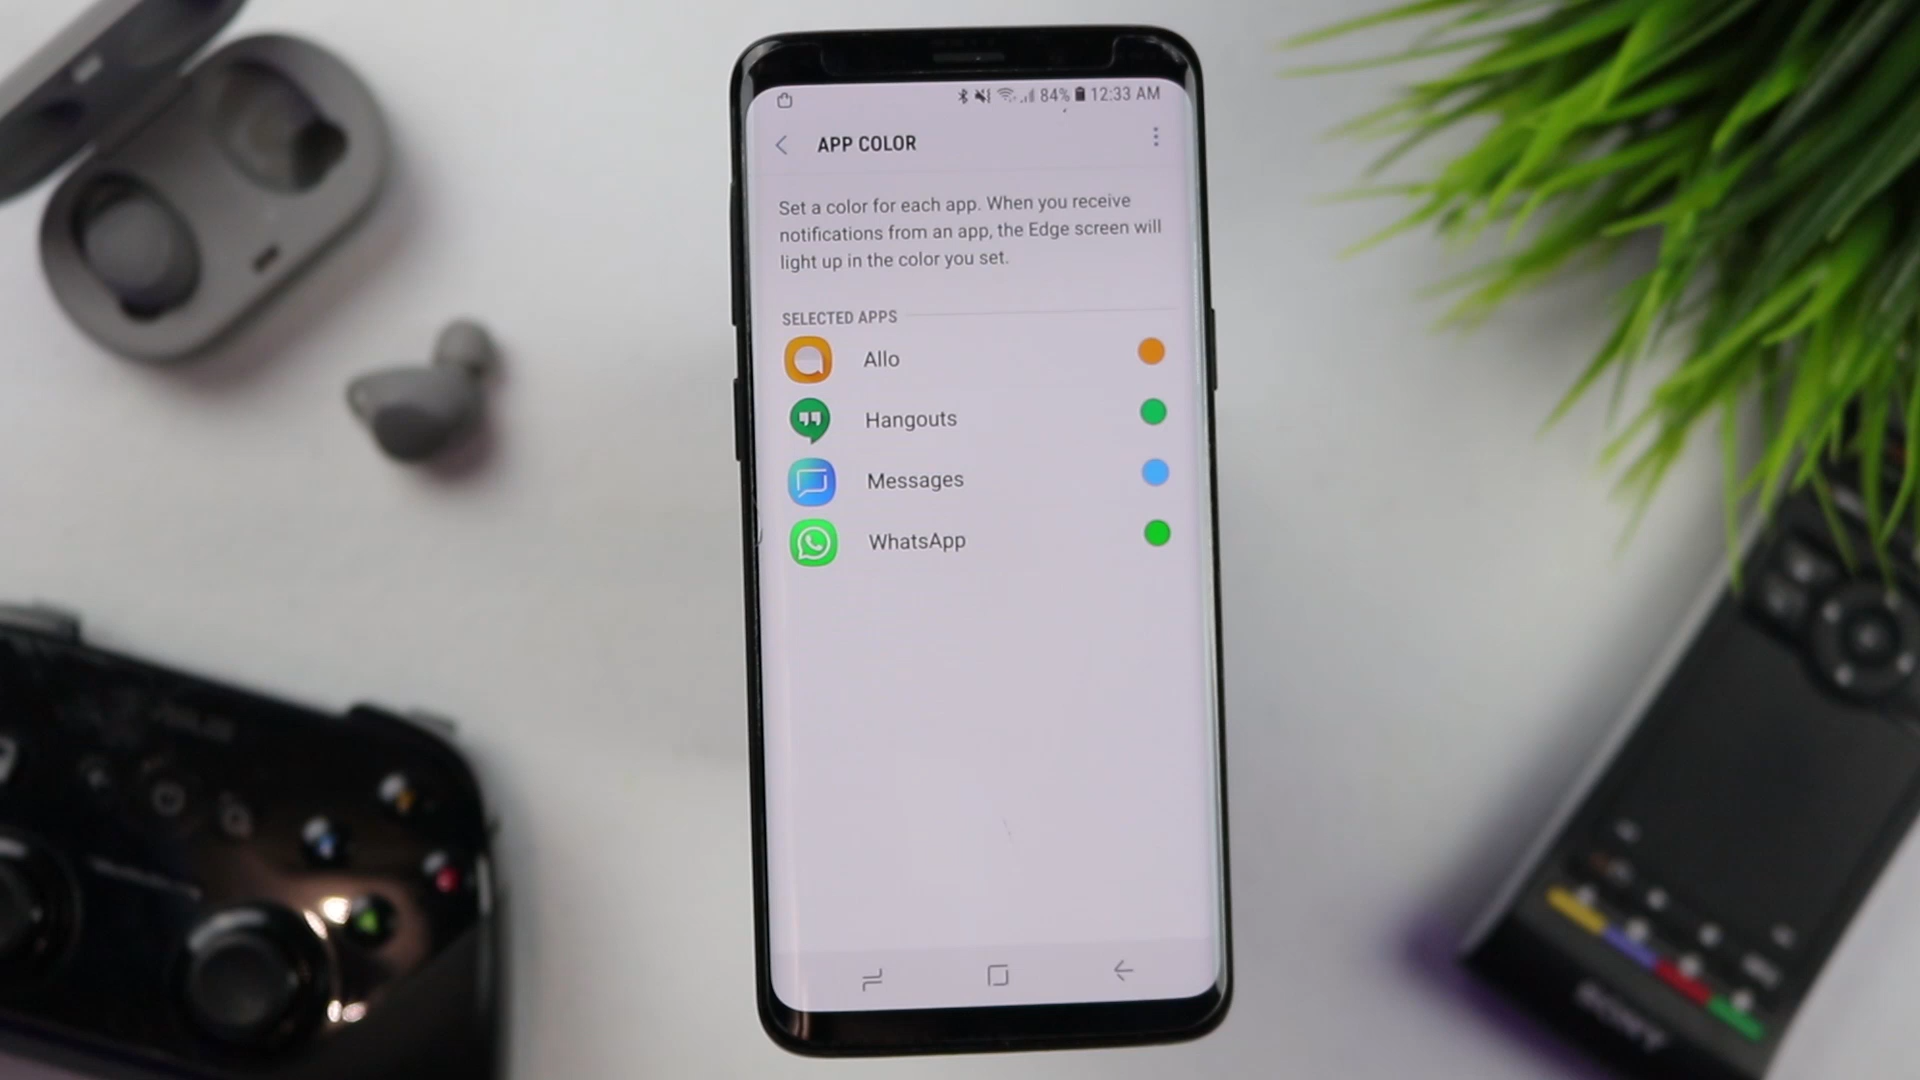 84% 12:33 AM
APP COLOR
Set a color for each app. When you receive
notifications from an app, the Edge screen will
light up in the color you set.
SELECTED APPS
Allo
Hangouts
Messages
WhatsApp
SONY